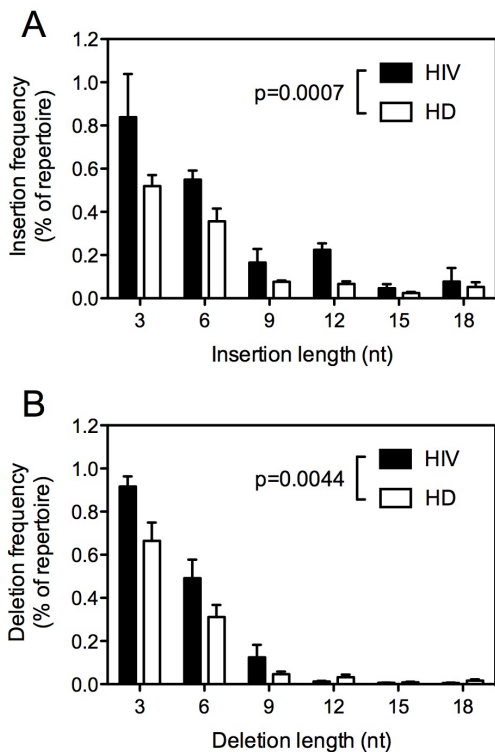 A
Insertion frequency
(% of repertoire)
1.2
1.0
0.8
0.6
0.4
0.2
0.0
p=0.0007
HIV
HD
3 6 9 12 15 18
Insertion length (nt)
B
Deletion frequency
(% of repertoire)
1.2
1.0
0.8
0.6
0.4
0.2
0.0
p=0.0044
HIV
HD
3 6 9 12 15 18
Deletion length (nt)